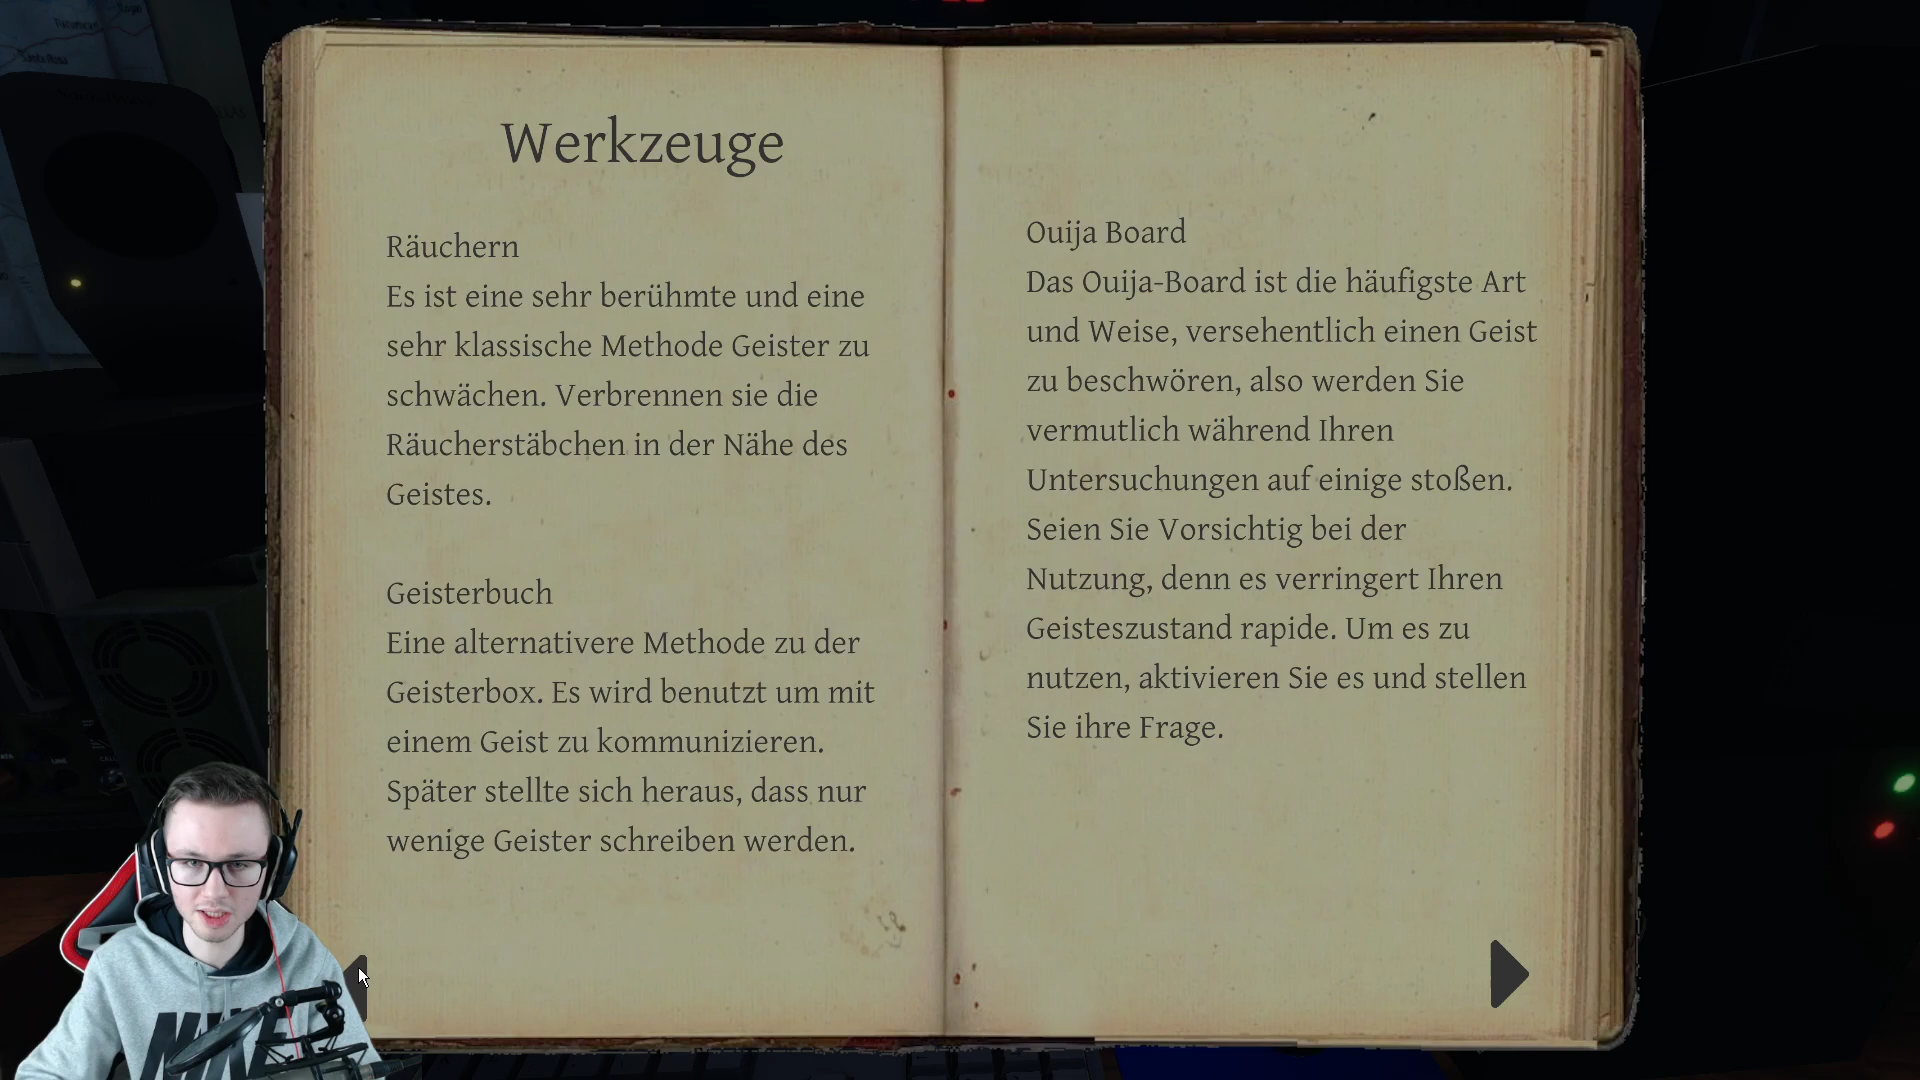 Werkzeuge
Räuchern
Es ist eine sehr berühmte und eine
sehr klassische Methode Geister zu
schwächen. Verbrennen sie die
Räucherstäbchen in der Nähe des
Geistes.
Geisterbuch
Eine alternativere Methode zu der
Geisterbox. Es wird benutzt um mit
einem Geist zu kommunizieren.
Später stellte sich heraus, dass nur
wenige Geister schreiben werden.
Ouija Board
Das Ouija-Board ist die häufigste Art
und Weise, versehentlich einen Geist
zu beschwören, also werden Sie
vermutlich während Ihren
Untersuchungen auf einige stoßen.
Seien Sie Vorsichtig bei der
Nutzung, denn es verringert Ihren
Geisteszustand rapide. Um es zu
nutzen, aktivieren Sie es und stellen
Sie ihre Frage.